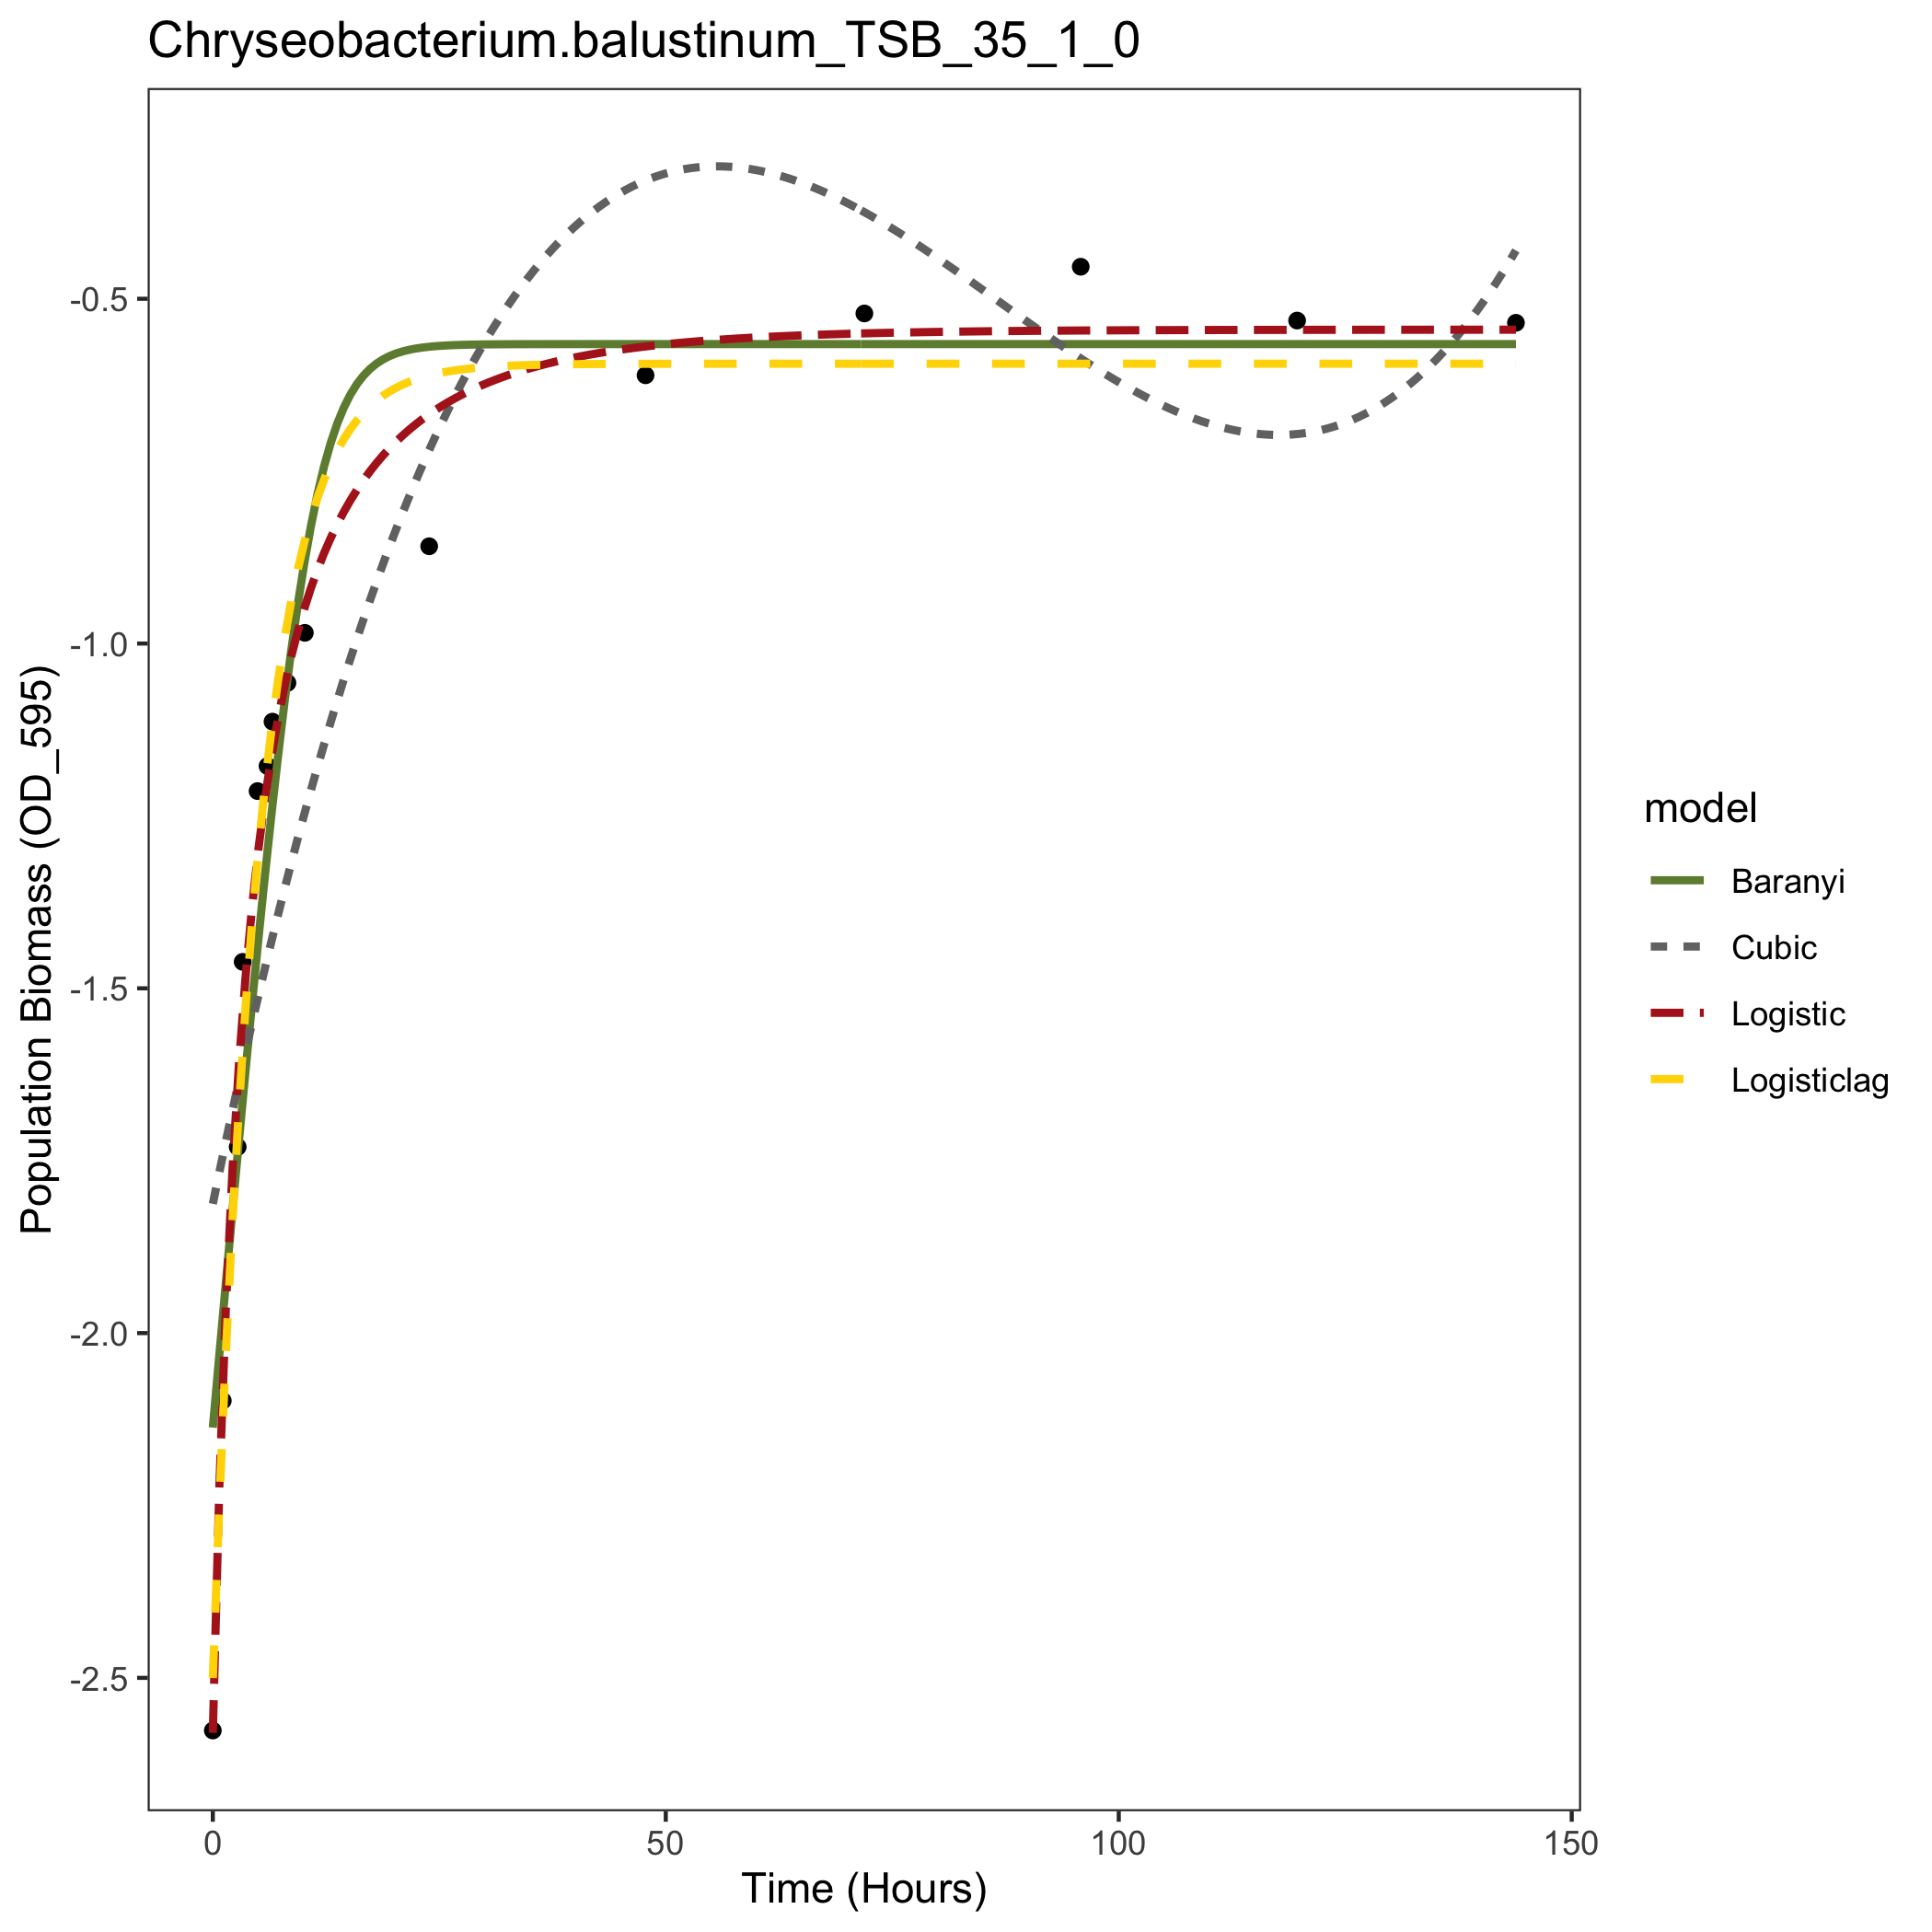 Chryseobacterium.balustinum_TSB_35_1_0
Population Biomass (OD_595)
-0.5
-1.0
-1.5
-2.0
-2.5
0
50
100
150
Time (Hours)
model
Baranyi
Cubic
Logistic
Logisticlag